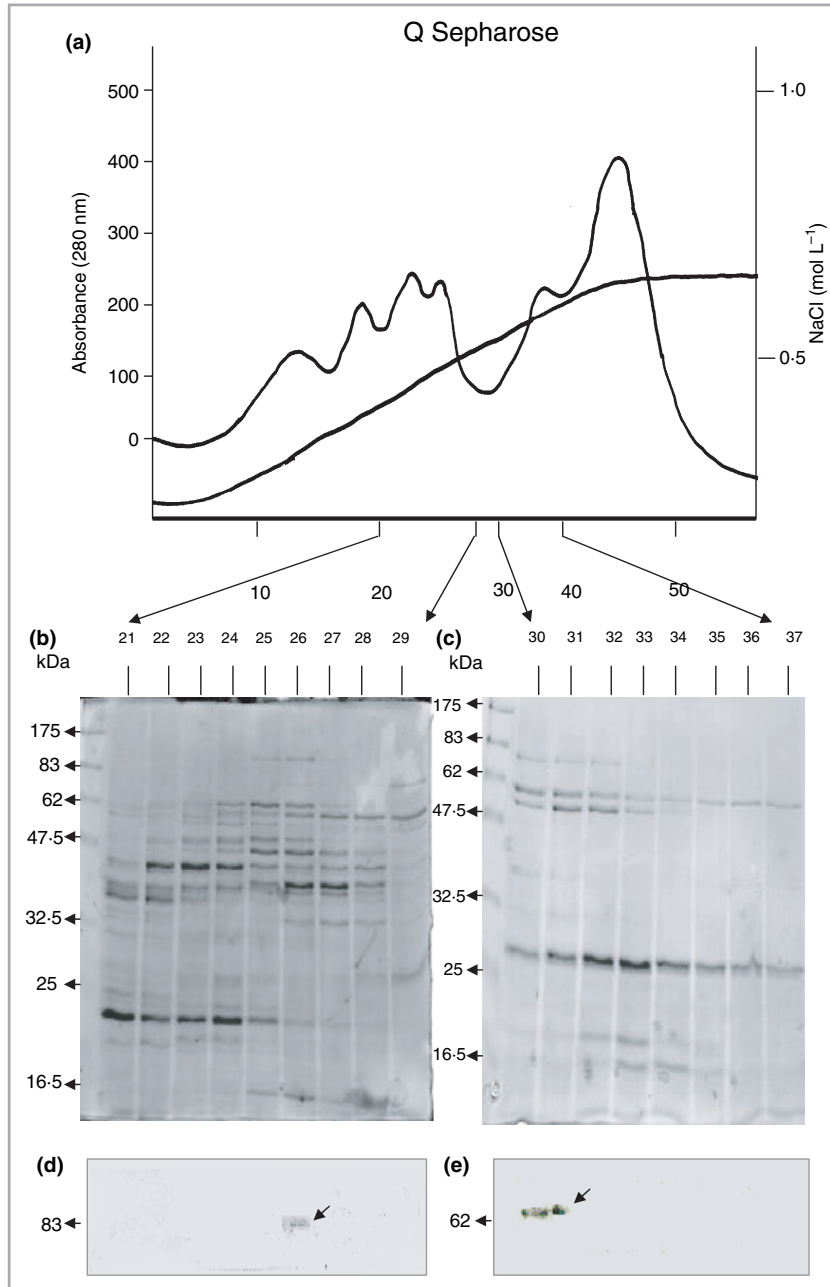 Q Sepharose
(a)
500
400
300
200
100
0
Absorbance (280 nm)
1·0
0·5
NaCl (mol L⁻¹)
10 20 30 40 50
(b) 21 22 23 24 25 26 27 28 29
kDa
175
83
62
47·5
32·5
25
16·5
(c) 30 31 32 33 34 35 36 37
kDa
175
83
62
47·5
32·5
25
16·5
(d)
83
(e)
62